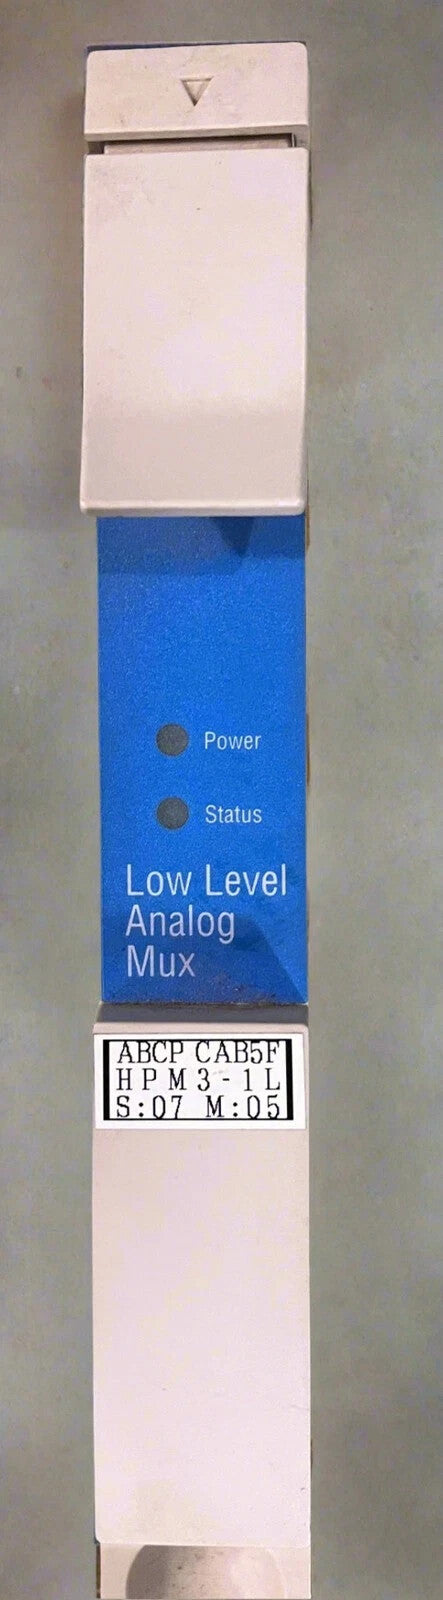 Power
Status
Low Level
Analog
Mux
ABCP CAB5F
HPM3-1L
S:07 M:05